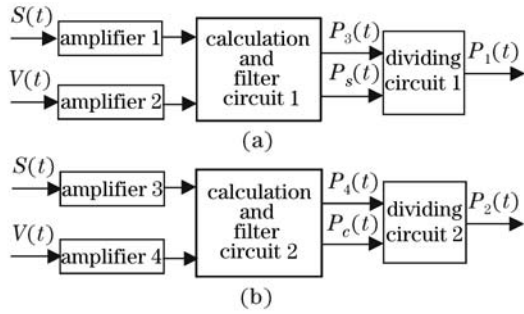 S(t)
amplifier 1
V(t)
amplifier 2
calculation
and
filter
circuit 1
P₃(t)
Pₛ(t)
dividing
circuit 1
P₁(t)
(a)
S(t)
amplifier 3
V(t)
amplifier 4
calculation
and
filter
circuit 2
P₄(t)
P_c(t)
dividing
circuit 2
P₂(t)
(b)